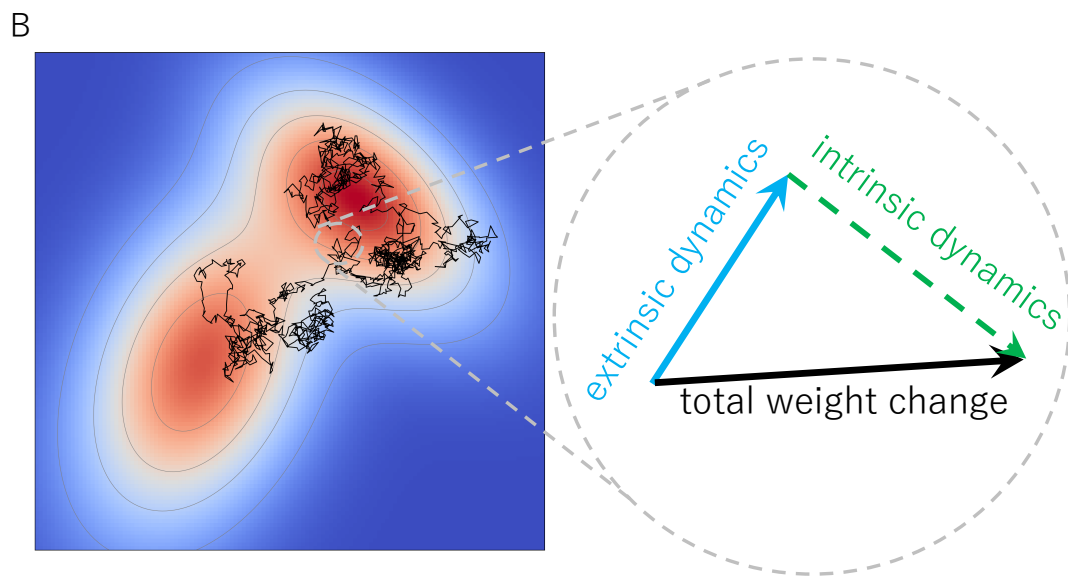 B
extrinsic dynamics
intrinsic dynamics
total weight change